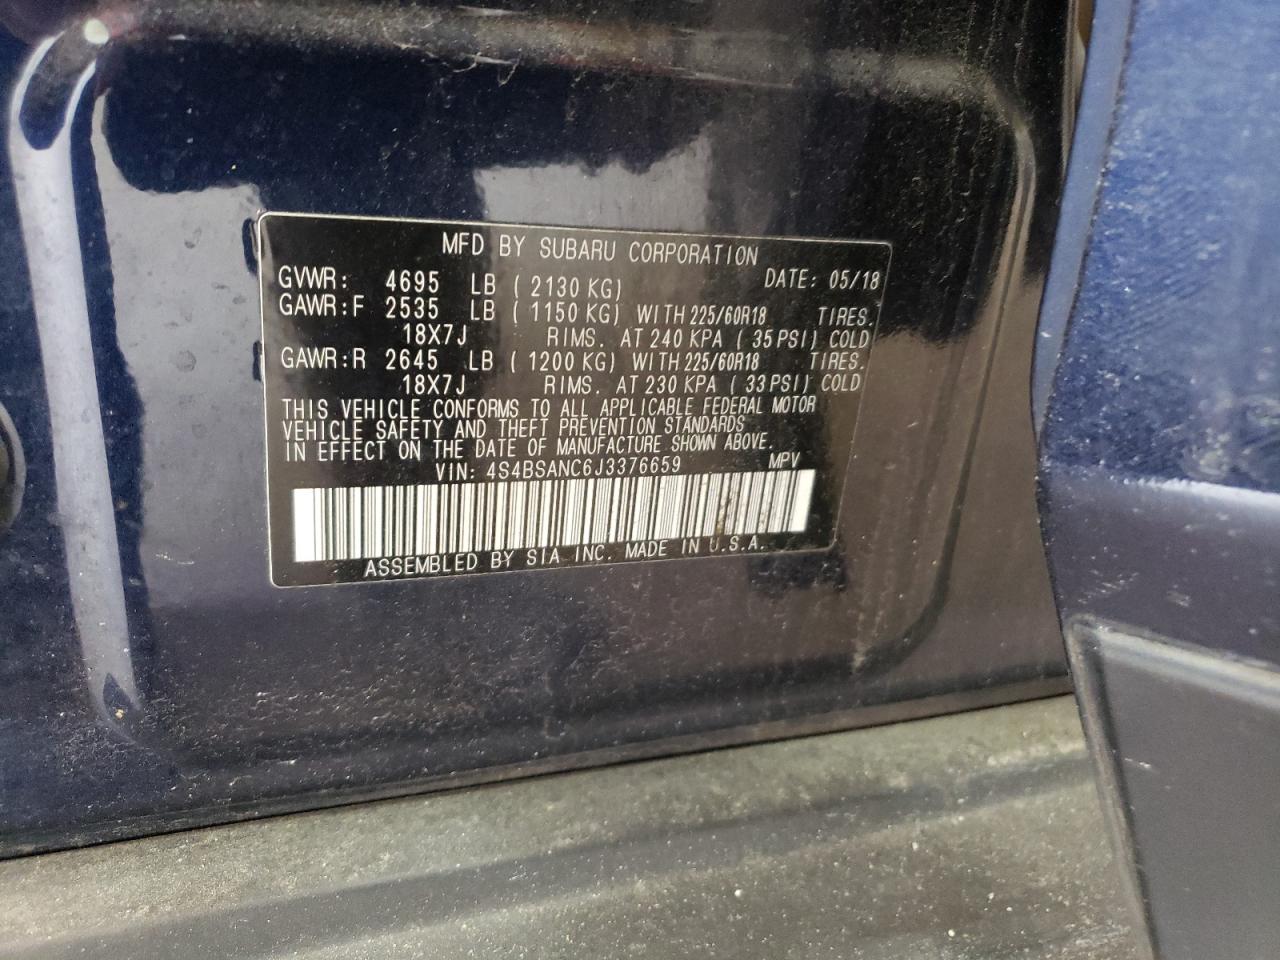 MFD BY SUBARU CORPORATION
GVWR: 4695 LB (2130 KG) DATE: 05/18
GAWR:F 2535 LB (1150 KG) WITH 225/60R18 TIRES.
18X7J RIMS. AT 240 KPA (35 PSI) COLD
GAWR:R 2645 LB (1200 KG) WITH 225/60R18 TIRES.
18X7J RIMS. AT 230 KPA (33 PSI) COLD
THIS VEHICLE CONFORMS TO ALL APPLICABLE FEDERAL MOTOR
VEHICLE SAFETY AND THEFT PREVENTION STANDARDS
IN EFFECT ON THE DATE OF MANUFACTURE SHOWN ABOVE.
VIN: 4S4BSANC6J3376659 MPV
ASSEMBLED BY SIA INC. MADE IN U.S.A.